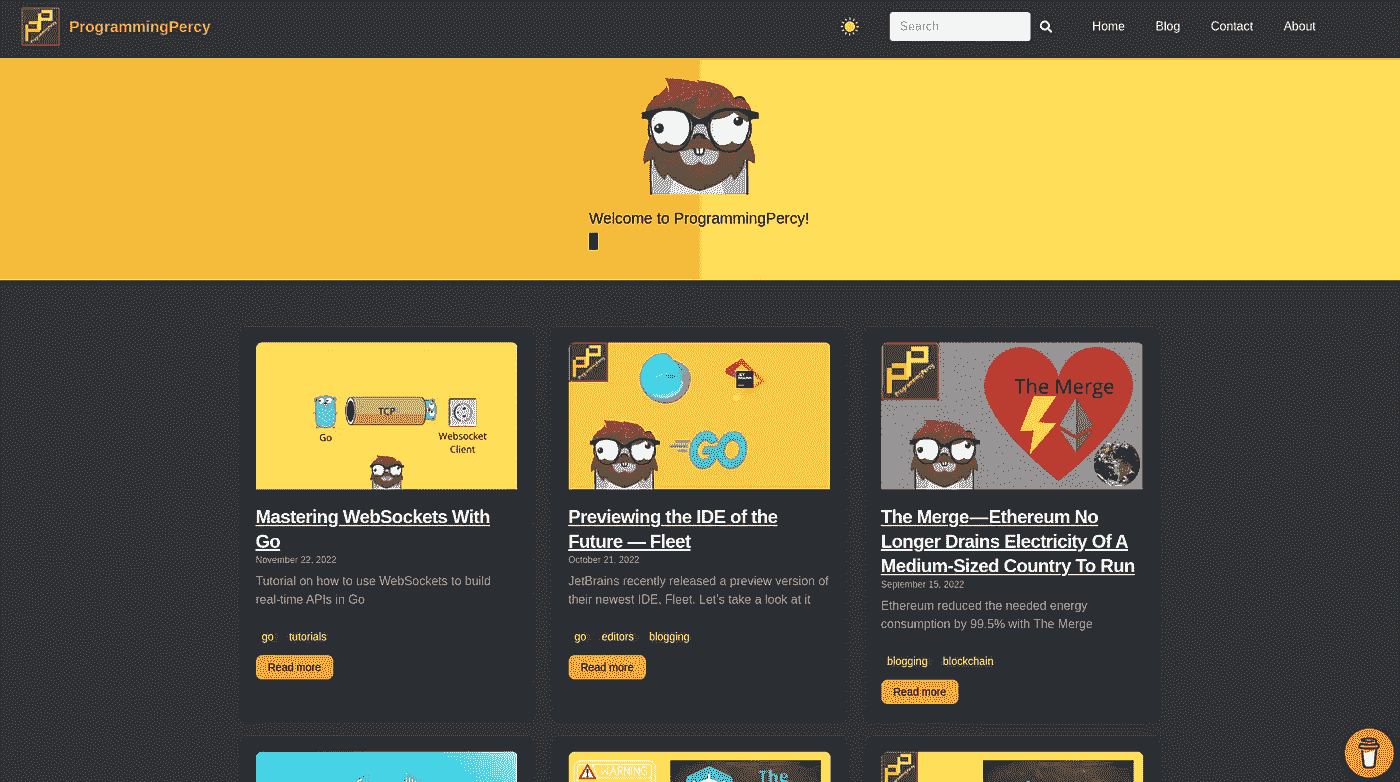 ProgrammingPercy
Search
Home
Blog
Contact
About
Welcome to ProgrammingPercy!
TCP
Go
Websocket
Client
GO
The Merge
Mastering WebSockets With
Go
November 22, 2022
Tutorial on how to use WebSockets to build
real-time APIs in Go
go
tutorials
Read more
Previewing the IDE of the
Future — Fleet
October 21, 2022
JetBrains recently released a preview version of
their newest IDE, Fleet. Let's take a look at it
go
editors
blogging
Read more
The Merge—Ethereum No
Longer Drains Electricity Of A
Medium-Sized Country To Run
September 15, 2022
Ethereum reduced the needed energy
consumption by 99.5% with The Merge
blogging
blockchain
Read more
WARNING
The